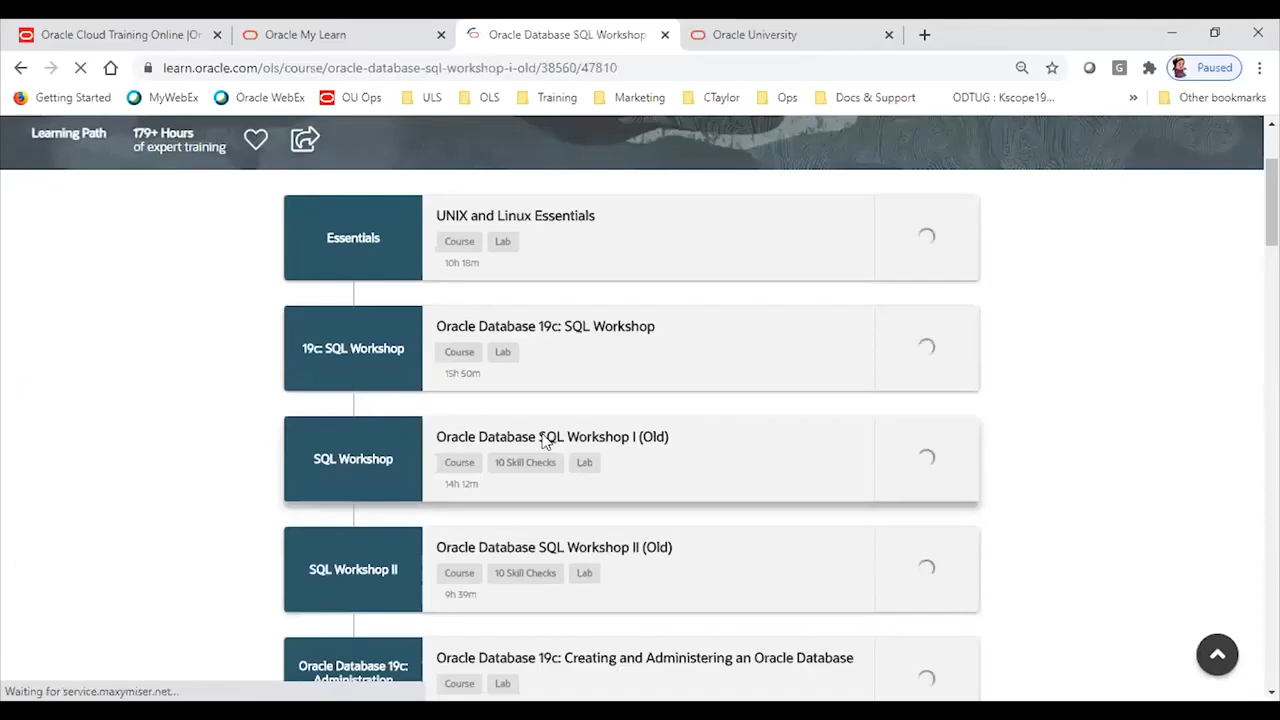 Oracle Cloud Training Online | Or
Oracle My Learn
Oracle Database SQL Workshop
Oracle University
learn.oracle.com/ols/course/oracle-database-sql-workshop-i-old/38560/47810
Paused
Getting Started
MyWebEx
Oracle WebEx
OU Ops
ULS
OLS
Training
Marketing
CTaylor
Ops
Docs & Support
ODTUG : Kscope19...
»
Other bookmarks
Learning Path
179+ Hours
of expert training
Essentials
UNIX and Linux Essentials
Course
Lab
10h 18m
19c: SQL Workshop
Oracle Database 19c: SQL Workshop
Course
Lab
15h 50m
SQL Workshop
Oracle Database SQL Workshop I (Old)
Course
10 Skill Checks
Lab
14h 12m
SQL Workshop II
Oracle Database SQL Workshop II (Old)
Course
10 Skill Checks
Lab
9h 39m
Oracle Database 19c:
Administration
Oracle Database 19c: Creating and Administering an Oracle Database
Course
Lab
Waiting for service.maxymiser.net...